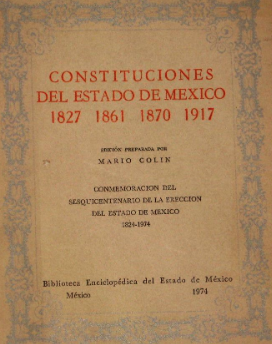 CONSTITUCIONES
DEL ESTADO DE MEXICO
1827 1861 1870 1917
EDICIÓN PREPARADA POR
MARIO COLIN
CONMEMORACION DEL
SESQUICENTENARIO DE LA ERECCION
DEL ESTADO DE MEXICO
1824-1974
Biblioteca Enciclopédica del Estado de México
México 1974